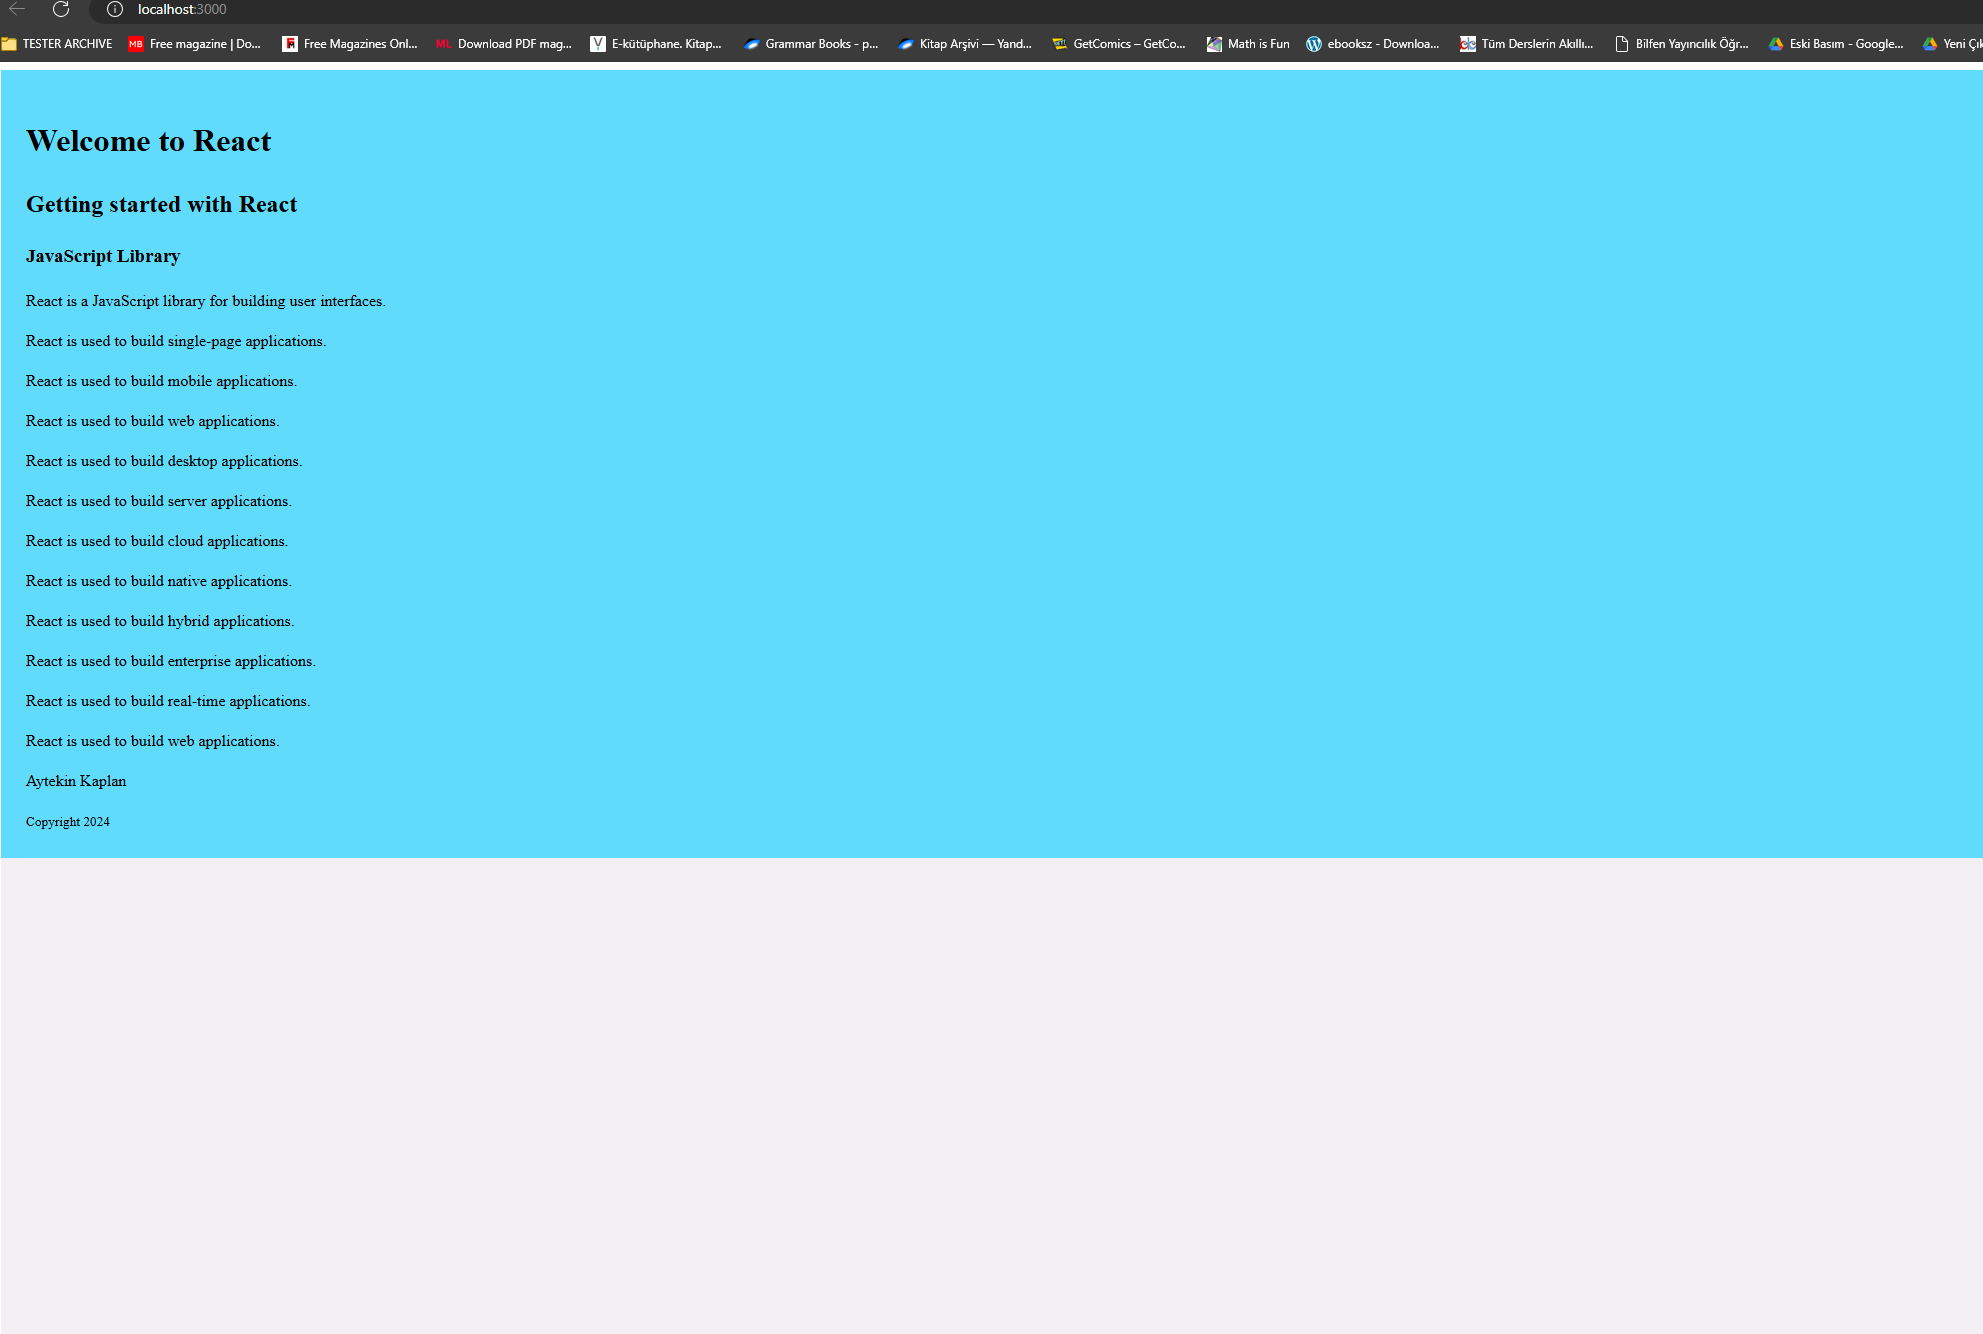 localhost:3000
TESTER ARCHIVE MB Free magazine | Do... Free Magazines Onl... ML Download PDF mag... E-kütüphane. Kitap... Grammar Books - p... Kitap Arşivi — Yand... GetComics – GetCo... Math is Fun ebooksz - Downloa... Tüm Derslerin Akıllı... Bilfen Yayıncılık Öğr... Eski Basım - Google... Yeni Çık
Welcome to React
Getting started with React
JavaScript Library
React is a JavaScript library for building user interfaces.
React is used to build single-page applications.
React is used to build mobile applications.
React is used to build web applications.
React is used to build desktop applications.
React is used to build server applications.
React is used to build cloud applications.
React is used to build native applications.
React is used to build hybrid applications.
React is used to build enterprise applications.
React is used to build real-time applications.
React is used to build web applications.
Aytekin Kaplan
Copyright 2024